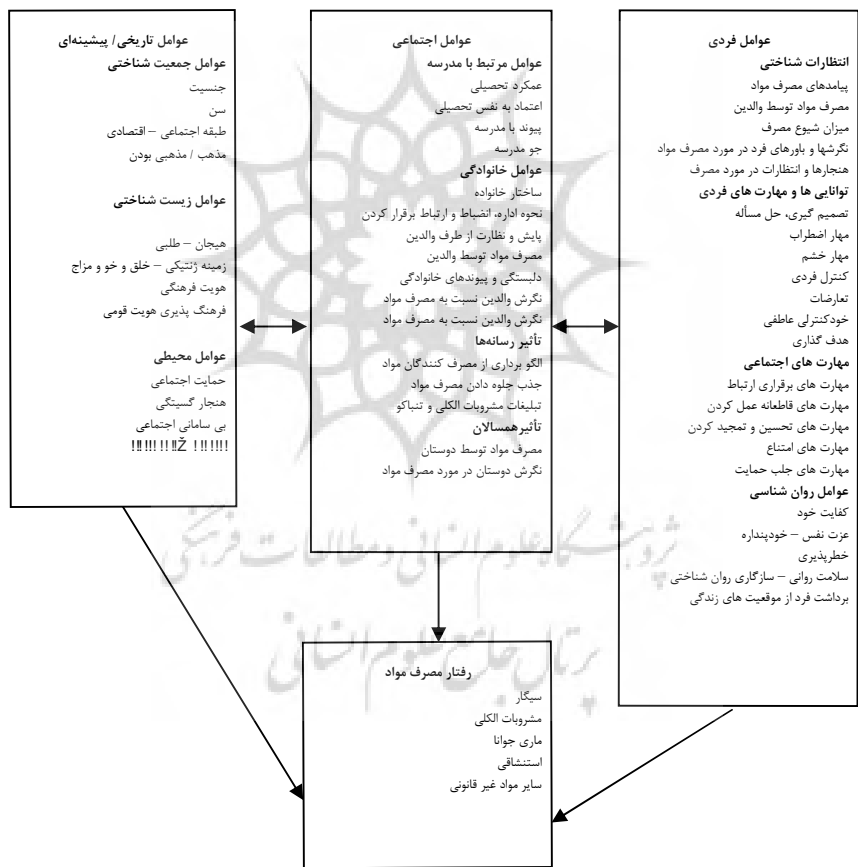 عوامل فردی
انتظارات شناختی
پیامدهای مصرف مواد
مصرف مواد توسط والدین
میزان شیوع مصرف
نگرشها و باورهای فرد در مورد مصرف مواد
هنجارها و انتظارات در مورد مصرف
توانایی ها و مهارت های فردی
تصمیم گیری، حل مسأله
مهار اضطراب
مهار خشم
کنترل فردی
تعارضات
خودکنترلی عاطفی
هدف گذاری
مهارت های اجتماعی
مهارت های برقراری ارتباط
مهارت های قاطعانه عمل کردن
مهارت های تحسین و تمجید کردن
مهارت های امتناع
مهارت های جلب حمایت
عوامل روان شناسی
کفایت خود
عزت نفس – خودپنداره
خطرپذیری
سلامت روانی – سازگاری روان شناختی
برداشت فرد از موقعیت های زندگی
عوامل اجتماعی
عوامل مرتبط با مدرسه
عمکرد تحصیلی
اعتماد به نفس تحصیلی
پیوند با مدرسه
جو مدرسه
عوامل خانوادگی
ساختار خانواده
نحوه اداره، انضباط و ارتباط برقرار کردن
پایش و نظارت از طرف والدین
مصرف مواد توسط والدین
دلبستگی و پیوندهای خانوادگی
نگرش والدین نسبت به مصرف مواد
نگرش والدین نسبت به مصرف مواد
تأثیر رسانه‌ها
الگو برداری از مصرف کنندگان مواد
جذب جلوه دادن مصرف مواد
تبلیغات مشروبات الکلی و تنباکو
تأثیرهمسالان
مصرف مواد توسط دوستان
نگرش دوستان در مورد مصرف مواد
عوامل تاریخی/ پیشینه‌ای
عوامل جمعیت شناختی
جنسیت
سن
طبقه اجتماعی – اقتصادی
مذهب / مذهبی بودن
عوامل زیست شناختی
هیجان – طلبی
زمینه ژنتیکی – خلق و خو و مزاج
هویت فرهنگی
فرهنگ پذیری هویت قومی
عوامل محیطی
حمایت اجتماعی
هنجار گسیتگی
بی سامانی اجتماعی
رفتار مصرف مواد
سیگار
مشروبات الکلی
ماری جوانا
استنشاقی
سایر مواد غیر قانونی
پژوهشگاه علوم انسانی و مطالعات فرهنگی
پرتال جامع علوم انسانی